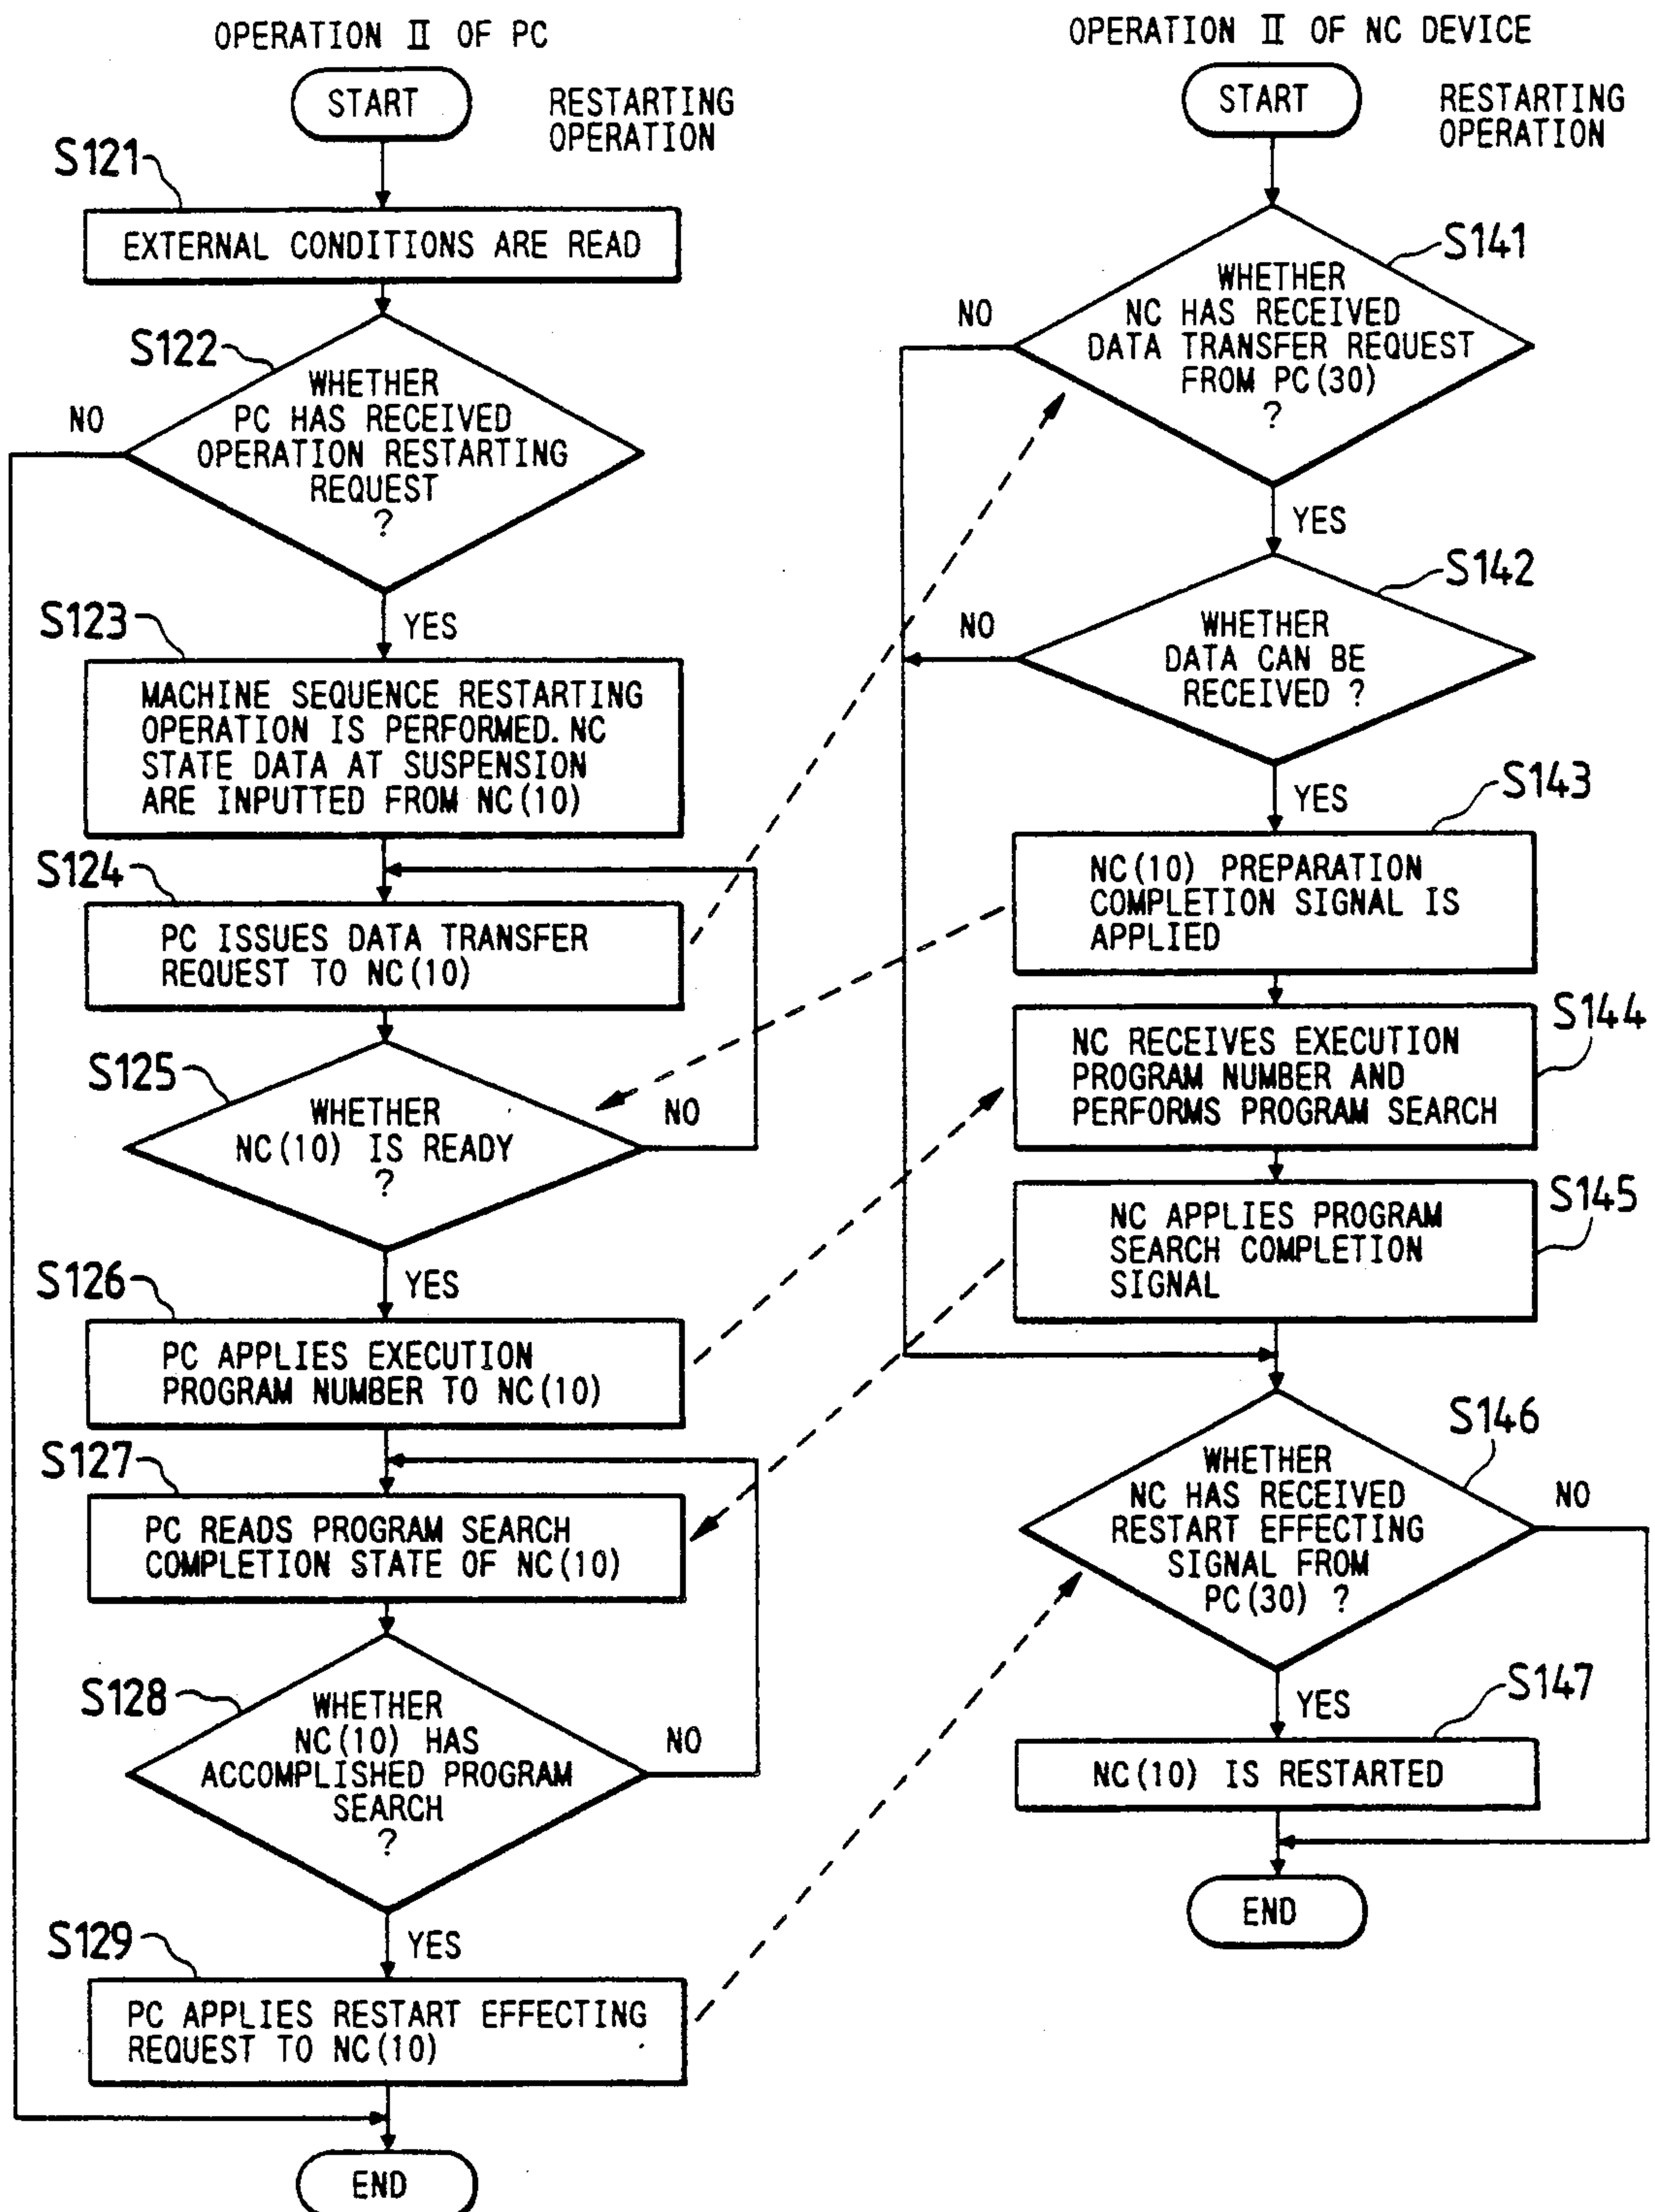 OPERATION II OF PC
START
RESTARTING
OPERATION
S121
EXTERNAL CONDITIONS ARE READ
S122
WHETHER
PC HAS RECEIVED
OPERATION RESTARTING
REQUEST
?
NO
YES
S123
MACHINE SEQUENCE RESTARTING
OPERATION IS PERFORMED. NC
STATE DATA AT SUSPENSION
ARE INPUTTED FROM NC(10)
S124
PC ISSUES DATA TRANSFER
REQUEST TO NC(10)
S125
WHETHER
NC(10) IS READY
?
NO
YES
S126
PC APPLIES EXECUTION
PROGRAM NUMBER TO NC(10)
S127
PC READS PROGRAM SEARCH
COMPLETION STATE OF NC(10)
S128
WHETHER
NC(10) HAS
ACCOMPLISHED PROGRAM
SEARCH
?
NO
YES
S129
PC APPLIES RESTART EFFECTING
REQUEST TO NC(10)
END
OPERATION II OF NC DEVICE
START
RESTARTING
OPERATION
S141
WHETHER
NC HAS RECEIVED
DATA TRANSFER REQUEST
FROM PC(30)
?
NO
YES
S142
WHETHER
DATA CAN BE
RECEIVED ?
NO
YES
S143
NC(10) PREPARATION
COMPLETION SIGNAL IS
APPLIED
S144
NC RECEIVES EXECUTION
PROGRAM NUMBER AND
PERFORMS PROGRAM SEARCH
S145
NC APPLIES PROGRAM
SEARCH COMPLETION
SIGNAL
S146
WHETHER
NC HAS RECEIVED
RESTART EFFECTING
SIGNAL FROM
PC(30) ?
NO
YES
S147
NC(10) IS RESTARTED
END